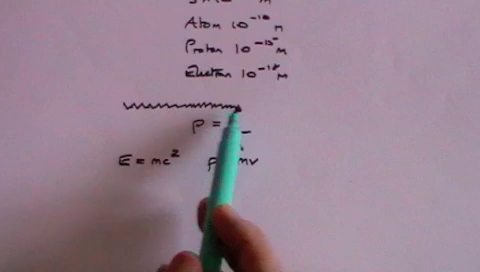 Atom 10⁻¹⁰ M
Proton 10⁻¹⁵ M
Electron 10⁻¹⁸ M
P =
E = mc² P mv